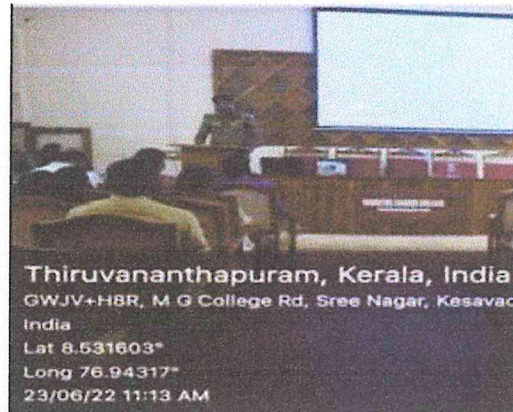 Thiruvananthapuram, Kerala, India
GWJV+H8R, M G College Rd, Sree Nagar, Kesavad
India
Lat 8.531603°
Long 76.94317°
23/06/22 11:13 AM